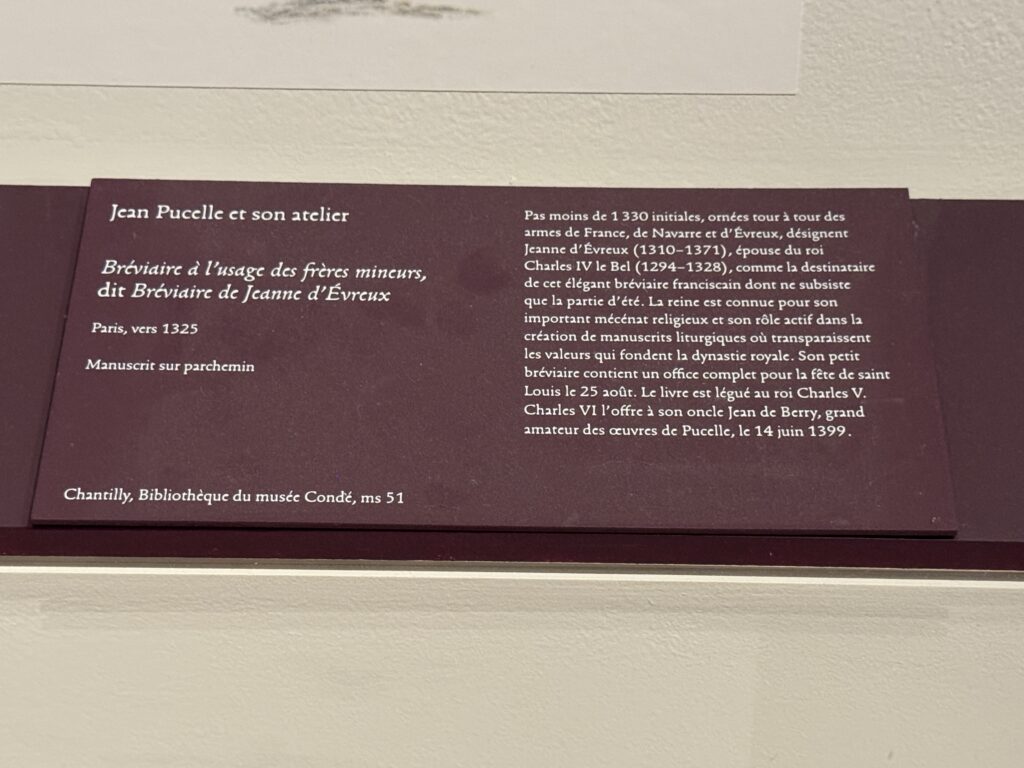 Jean Pucelle et son atelier
Bréviaire à l'usage des frères mineurs,
dit Bréviaire de Jeanne d'Évreux
Paris, vers 1325
Manuscrit sur parchemin
Chantilly, Bibliothèque du musée Condé, ms 51
Pas moins de 1 330 initiales, ornées tour à tour des
armes de France, de Navarre et d'Évreux, désignent
Jeanne d'Évreux (1310–1371), épouse du roi
Charles IV le Bel (1294–1328), comme la destinataire
de cet élégant bréviaire franciscain dont ne subsiste
que la partie d'été. La reine est connue pour son
important mécénat religieux et son rôle actif dans la
création de manuscrits liturgiques où transparaissent
les valeurs qui fondent la dynastie royale. Son petit
bréviaire contient un office complet pour la fête de saint
Louis le 25 août. Le livre est légué au roi Charles V.
Charles VI l'offre à son oncle Jean de Berry, grand
amateur des œuvres de Pucelle, le 14 juin 1399.